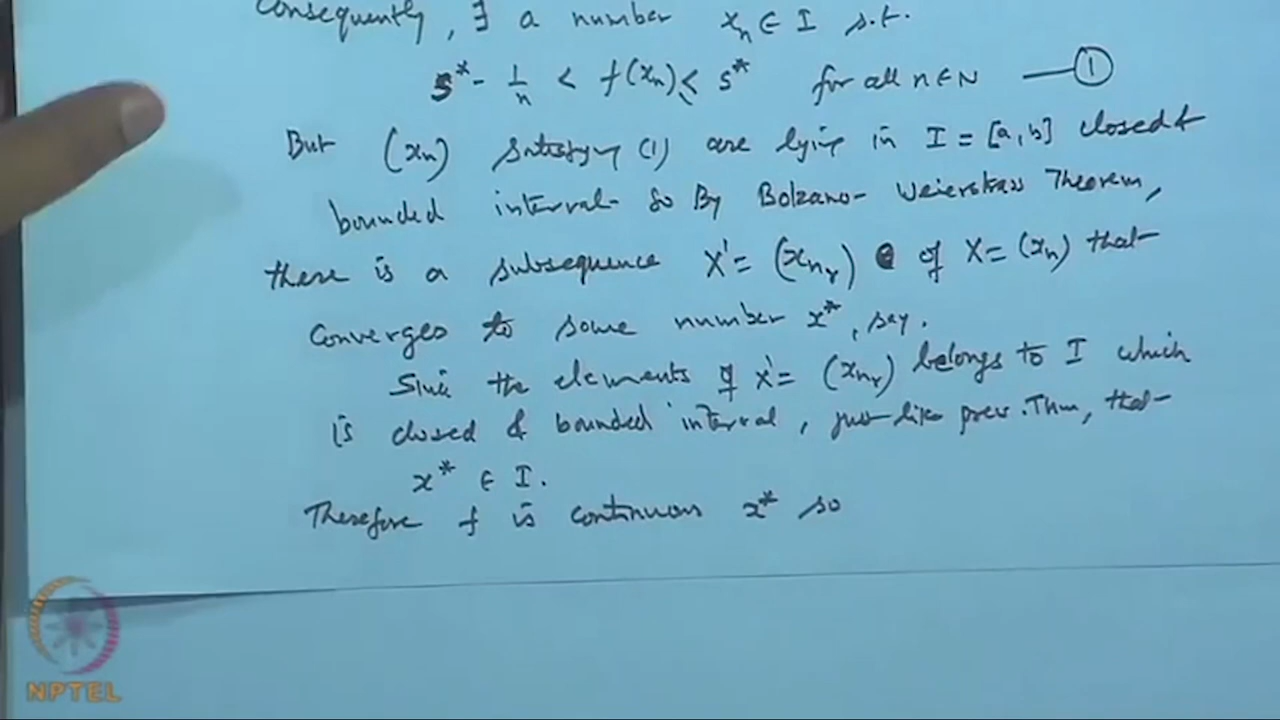 Consequently, ∃ a number xₙ ∈ I s.t.
s* - 1/n < f(xₙ) ≤ s* for all n ∈ N — 1
But (xₙ) satisfyng (1) are lying in I = [a, b] closed &
bounded interval so By Bolzano- Weierstrass Theorem,
there is a subsequence X' = (xₙᵣ) of X = (xₙ) that
converges to some number x*, say.
Since the elements of X' = (xₙᵣ) belongs to I which
is closed & bounded interval, just like prev. Thm, that
x* ∈ I.
Therefore f is continuous x* so
NPTEL